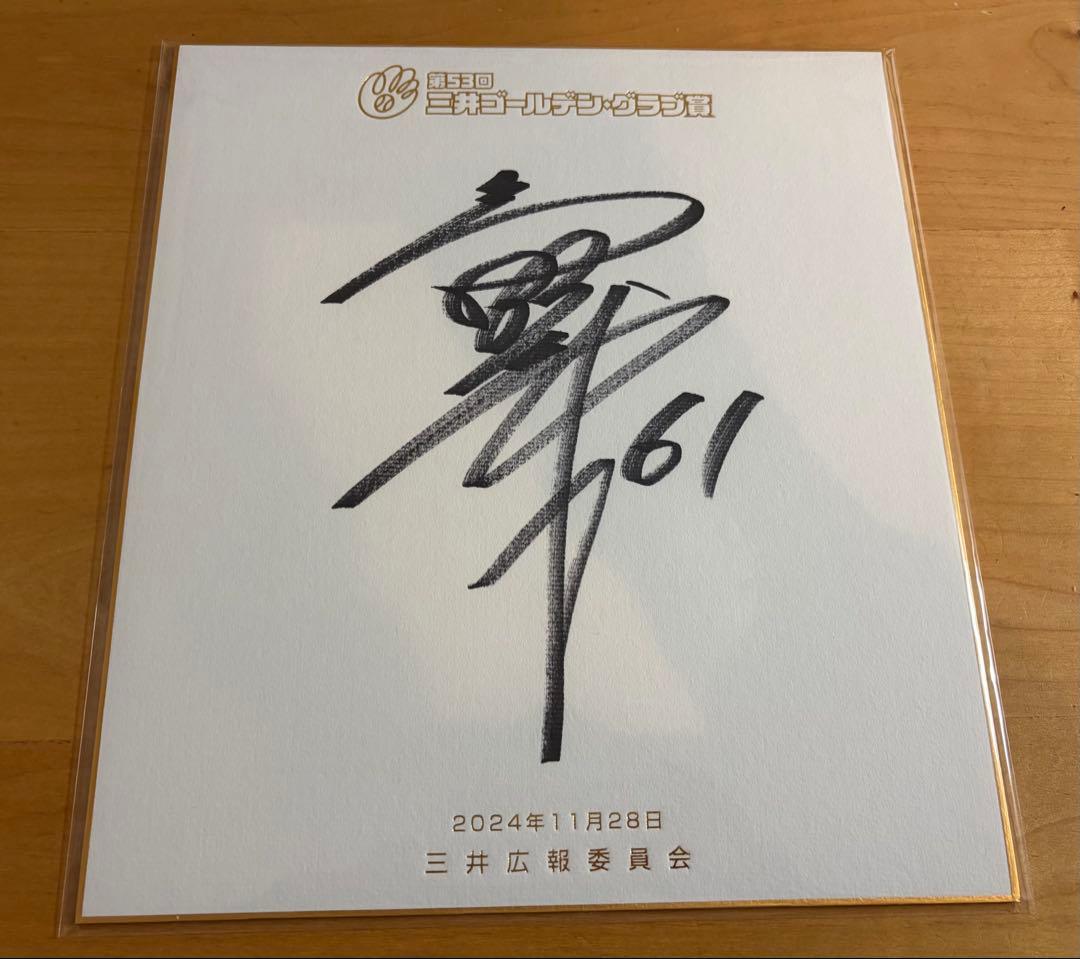 第53回
三井ゴールデン・グラブ賞
61
2024年11月28日
三井広報委員会